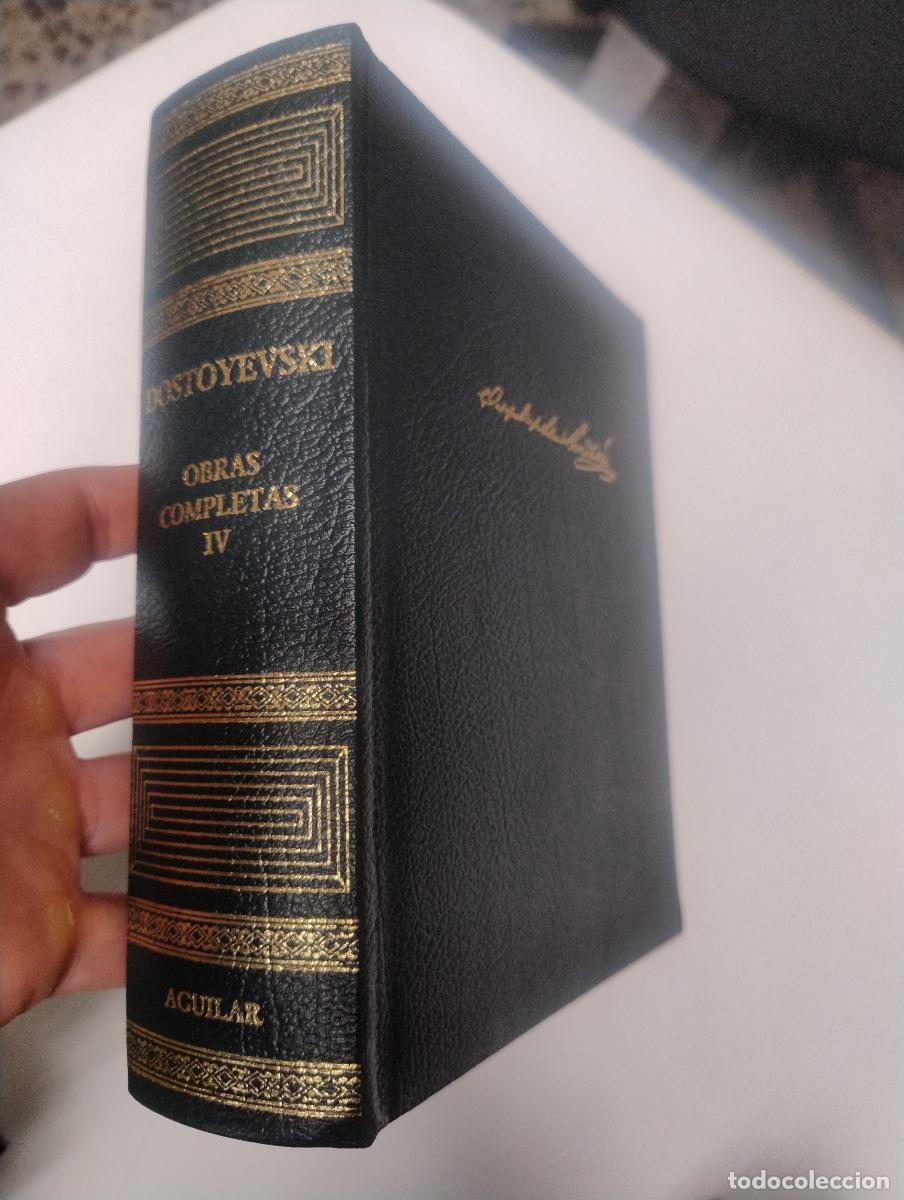 DOSTOYEVSKI
OBRAS
COMPLETAS
IV
AGUILAR
todocoleccion